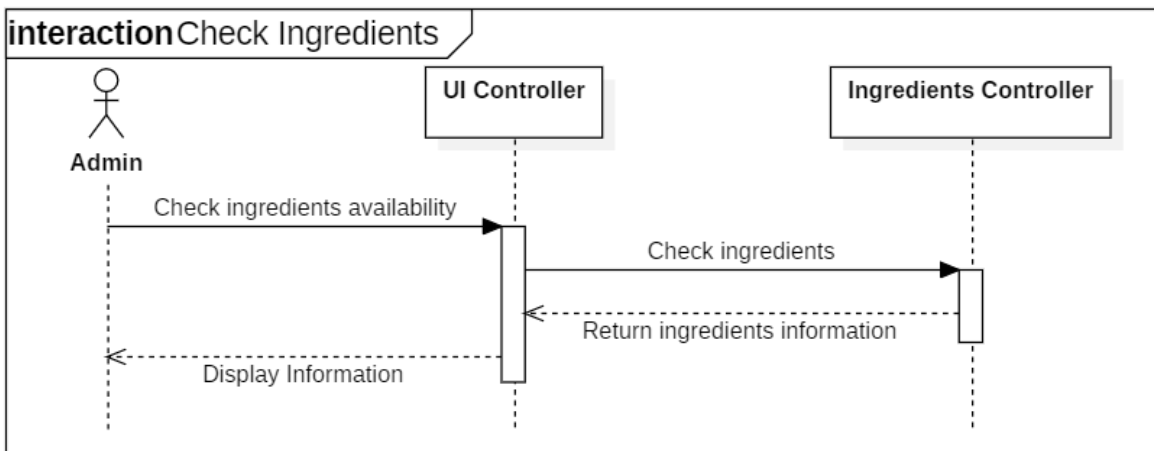 interaction Check Ingredients
UI Controller
Ingredients Controller
Admin
Check ingredients availability
Check ingredients
Return ingredients information
Display Information